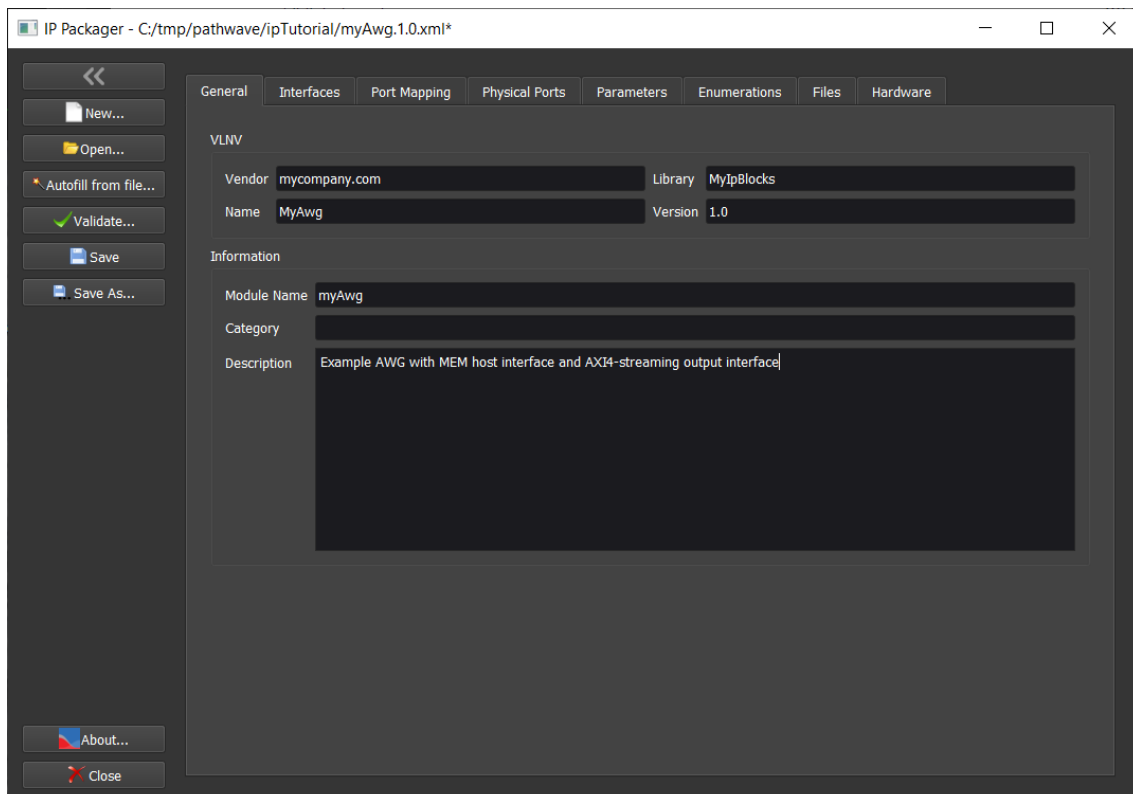 IP Packager - C:/tmp/pathwave/ipTutorial/myAwg.1.0.xml*
New...
Open...
Autofill from file...
Validate...
Save
Save As...
General Interfaces Port Mapping Physical Ports Parameters Enumerations Files Hardware
VLNV
Vendor mycompany.com Library MyIpBlocks
Name MyAwg Version 1.0
Information
Module Name myAwg
Category
Description Example AWG with MEM host interface and AXI4-streaming output interface
About...
Close